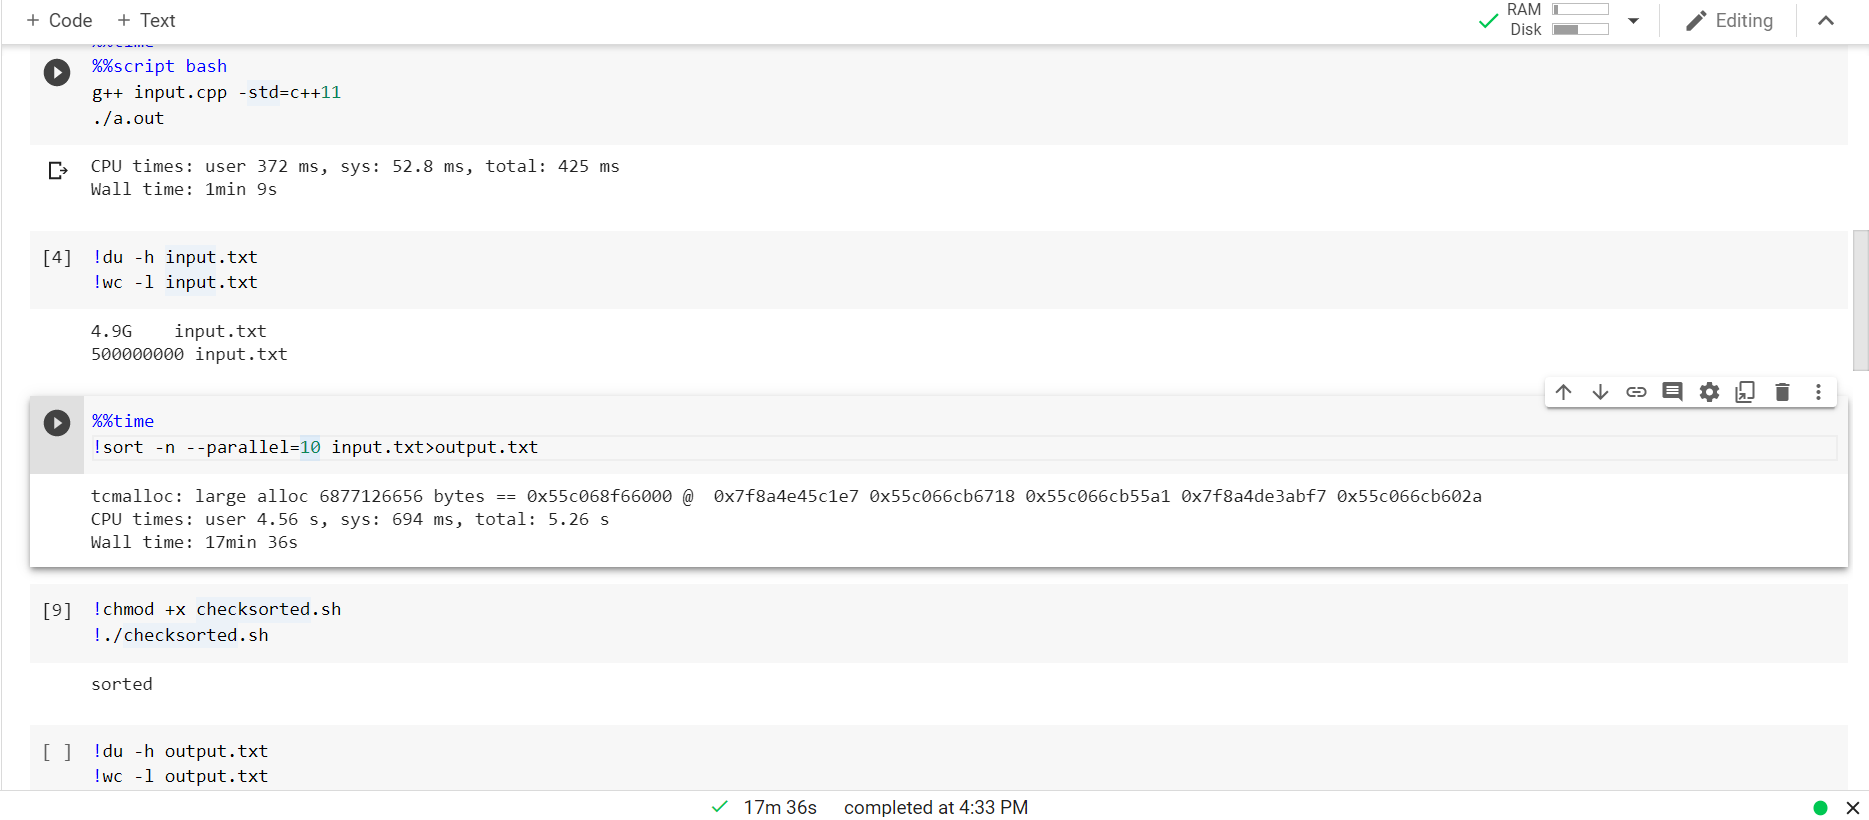 + Code + Text
RAM
Disk
Editing
%%time
%%script bash
g++ input.cpp -std=c++11
./a.out
CPU times: user 372 ms, sys: 52.8 ms, total: 425 ms
Wall time: 1min 9s
[4] !du -h input.txt
!wc -l input.txt
4.9G input.txt
500000000 input.txt
%%time
!sort -n --parallel=10 input.txt>output.txt
tcmalloc: large alloc 6877126656 bytes == 0x55c068f66000 @ 0x7f8a4e45c1e7 0x55c066cb6718 0x55c066cb55a1 0x7f8a4de3abf7 0x55c066cb602a
CPU times: user 4.56 s, sys: 694 ms, total: 5.26 s
Wall time: 17min 36s
[9] !chmod +x checksorted.sh
!./checksorted.sh
sorted
[ ] !du -h output.txt
!wc -l output.txt
17m 36s completed at 4:33 PM